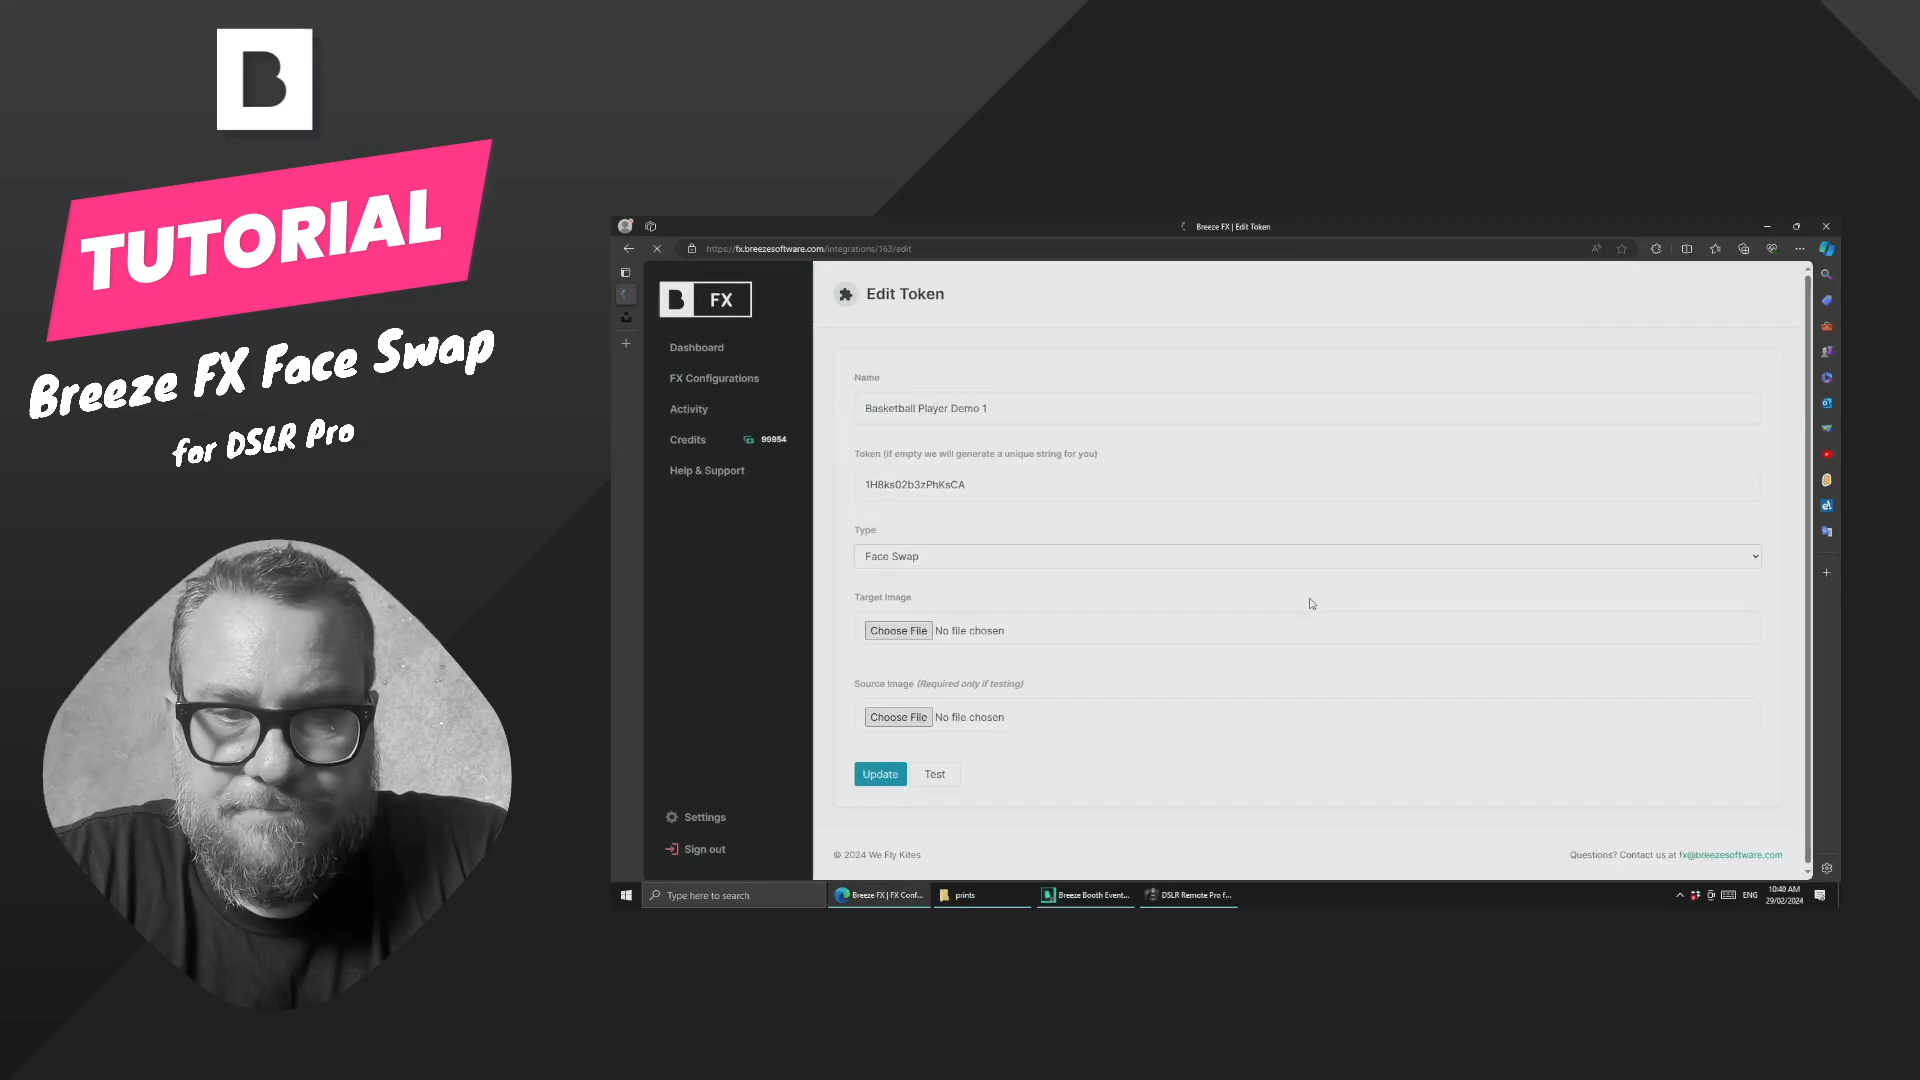 B
TUTORIAL
Breeze FX Face Swap
for DSLR Pro
Breeze FX | Edit Token
https://fx.breezesoftware.com/integrations/163/edit
B FX
Dashboard
FX Configurations
Activity
Credits 99954
Help & Support
Settings
Sign out
Edit Token
Name
Basketball Player Demo 1
Token (if empty we will generate a unique string for you)
1H8ks02b3zPhKsCA
Type
Face Swap
Target Image
Choose File No file chosen
Source Image (Required only if testing)
Choose File No file chosen
Update Test
© 2024 We Fly Kites
Questions? Contact us at fx@breezesoftware.com
Type here to search
Breeze FX | FX Conf...
prints
Breeze Booth Event...
DSLR Remote Pro f...
ENG
10:40 AM
29/02/2024